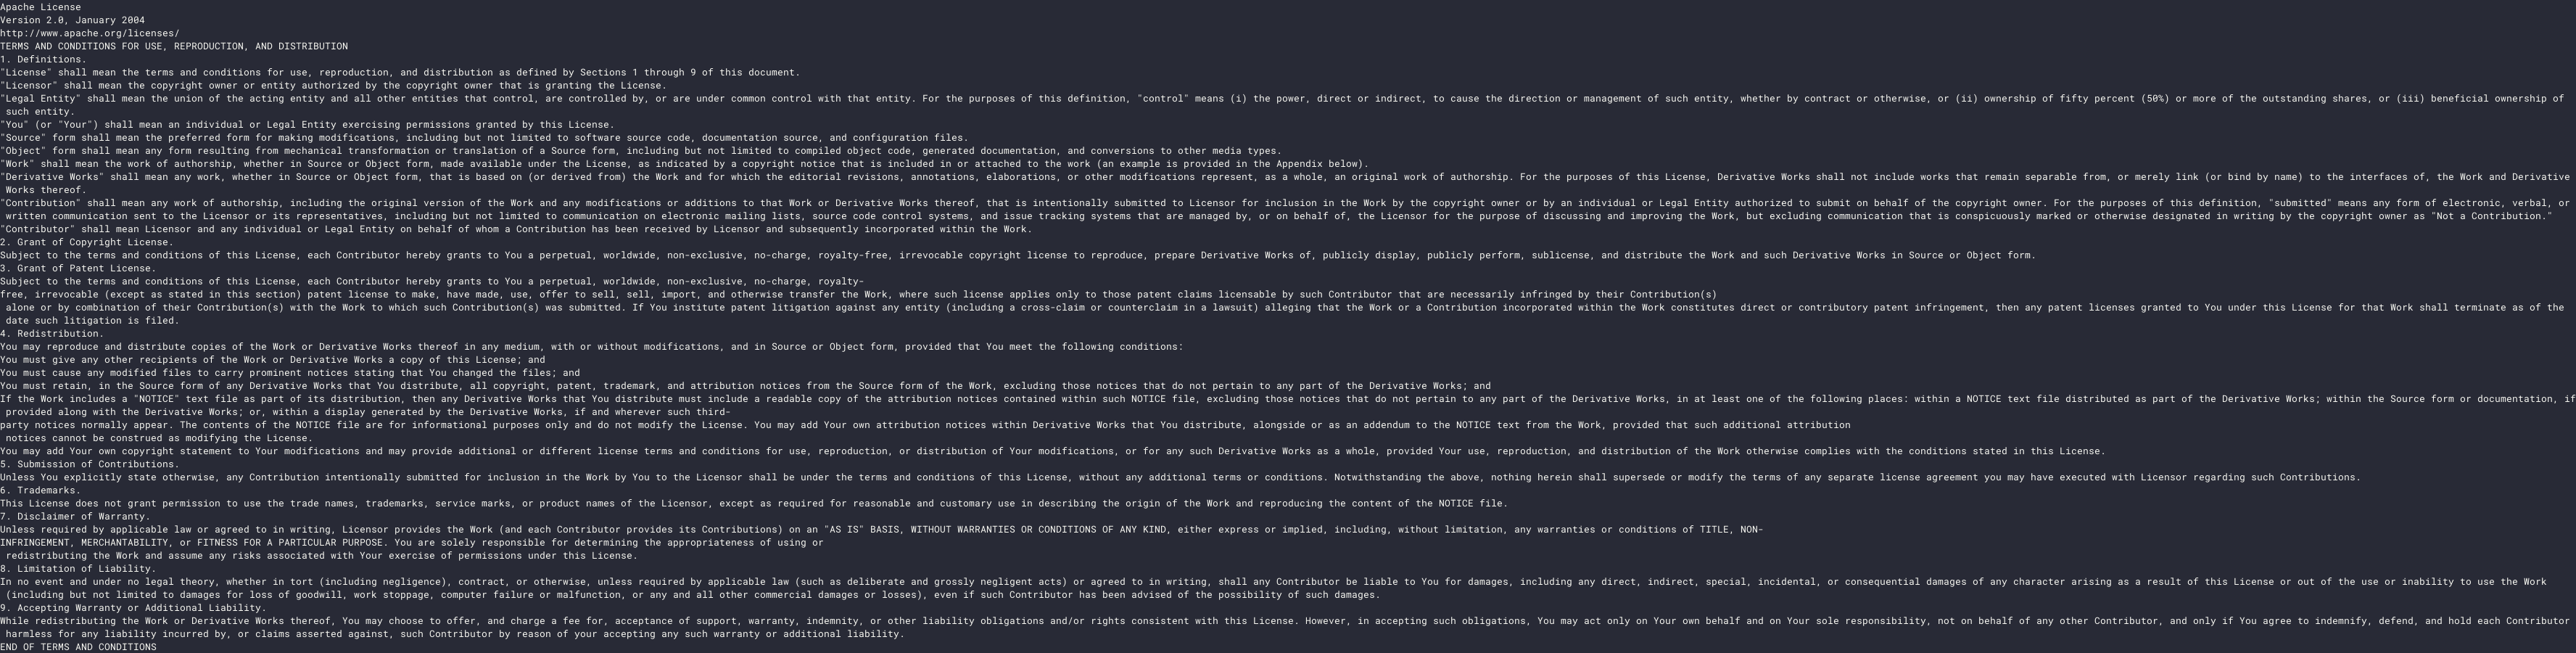 Apache License
Version 2.0, January 2004
http://www.apache.org/licenses/
TERMS AND CONDITIONS FOR USE, REPRODUCTION, AND DISTRIBUTION
1. Definitions.
"License" shall mean the terms and conditions for use, reproduction, and distribution as defined by Sections 1 through 9 of this document.
"Licensor" shall mean the copyright owner or entity authorized by the copyright owner that is granting the License.
"Legal Entity" shall mean the union of the acting entity and all other entities that control, are controlled by, or are under common control with that entity. For the purposes of this definition, "control" means (i) the power, direct or indirect, to cause the direction or management of such entity, whether by contract or otherwise, or (ii) ownership of fifty percent (50%) or more of the outstanding shares, or (iii) beneficial ownership of
such entity.
"You" (or "Your") shall mean an individual or Legal Entity exercising permissions granted by this License.
"Source" form shall mean the preferred form for making modifications, including but not limited to software source code, documentation source, and configuration files.
"Object" form shall mean any form resulting from mechanical transformation or translation of a Source form, including but not limited to compiled object code, generated documentation, and conversions to other media types.
"Work" shall mean the work of authorship, whether in Source or Object form, made available under the License, as indicated by a copyright notice that is included in or attached to the work (an example is provided in the Appendix below).
"Derivative Works" shall mean any work, whether in Source or Object form, that is based on (or derived from) the Work and for which the editorial revisions, annotations, elaborations, or other modifications represent, as a whole, an original work of authorship. For the purposes of this License, Derivative Works shall not include works that remain separable from, or merely link (or bind by name) to the interfaces of, the Work and Derivative
Works thereof.
"Contribution" shall mean any work of authorship, including the original version of the Work and any modifications or additions to that Work or Derivative Works thereof, that is intentionally submitted to Licensor for inclusion in the Work by the copyright owner or by an individual or Legal Entity authorized to submit on behalf of the copyright owner. For the purposes of this definition, "submitted" means any form of electronic, verbal, or
written communication sent to the Licensor or its representatives, including but not limited to communication on electronic mailing lists, source code control systems, and issue tracking systems that are managed by, or on behalf of, the Licensor for the purpose of discussing and improving the Work, but excluding communication that is conspicuously marked or otherwise designated in writing by the copyright owner as "Not a Contribution."
"Contributor" shall mean Licensor and any individual or Legal Entity on behalf of whom a Contribution has been received by Licensor and subsequently incorporated within the Work.
2. Grant of Copyright License.
Subject to the terms and conditions of this License, each Contributor hereby grants to You a perpetual, worldwide, non-exclusive, no-charge, royalty-free, irrevocable copyright license to reproduce, prepare Derivative Works of, publicly display, publicly perform, sublicense, and distribute the Work and such Derivative Works in Source or Object form.
3. Grant of Patent License.
Subject to the terms and conditions of this License, each Contributor hereby grants to You a perpetual, worldwide, non-exclusive, no-charge, royalty-
free, irrevocable (except as stated in this section) patent license to make, have made, use, offer to sell, sell, import, and otherwise transfer the Work, where such license applies only to those patent claims licensable by such Contributor that are necessarily infringed by their Contribution(s)
alone or by combination of their Contribution(s) with the Work to which such Contribution(s) was submitted. If You institute patent litigation against any entity (including a cross-claim or counterclaim in a lawsuit) alleging that the Work or a Contribution incorporated within the Work constitutes direct or contributory patent infringement, then any patent licenses granted to You under this License for that Work shall terminate as of the
date such litigation is filed.
4. Redistribution.
You may reproduce and distribute copies of the Work or Derivative Works thereof in any medium, with or without modifications, and in Source or Object form, provided that You meet the following conditions:
You must give any other recipients of the Work or Derivative Works a copy of this License; and
You must cause any modified files to carry prominent notices stating that You changed the files; and
You must retain, in the Source form of any Derivative Works that You distribute, all copyright, patent, trademark, and attribution notices from the Source form of the Work, excluding those notices that do not pertain to any part of the Derivative Works; and
If the Work includes a "NOTICE" text file as part of its distribution, then any Derivative Works that You distribute must include a readable copy of the attribution notices contained within such NOTICE file, excluding those notices that do not pertain to any part of the Derivative Works, in at least one of the following places: within a NOTICE text file distributed as part of the Derivative Works; within the Source form or documentation, if
provided along with the Derivative Works; or, within a display generated by the Derivative Works, if and wherever such third-
party notices normally appear. The contents of the NOTICE file are for informational purposes only and do not modify the License. You may add Your own attribution notices within Derivative Works that You distribute, alongside or as an addendum to the NOTICE text from the Work, provided that such additional attribution
notices cannot be construed as modifying the License.
You may add Your own copyright statement to Your modifications and may provide additional or different license terms and conditions for use, reproduction, or distribution of Your modifications, or for any such Derivative Works as a whole, provided Your use, reproduction, and distribution of the Work otherwise complies with the conditions stated in this License.
5. Submission of Contributions.
Unless You explicitly state otherwise, any Contribution intentionally submitted for inclusion in the Work by You to the Licensor shall be under the terms and conditions of this License, without any additional terms or conditions. Notwithstanding the above, nothing herein shall supersede or modify the terms of any separate license agreement you may have executed with Licensor regarding such Contributions.
6. Trademarks.
This License does not grant permission to use the trade names, trademarks, service marks, or product names of the Licensor, except as required for reasonable and customary use in describing the origin of the Work and reproducing the content of the NOTICE file.
7. Disclaimer of Warranty.
Unless required by applicable law or agreed to in writing, Licensor provides the Work (and each Contributor provides its Contributions) on an "AS IS" BASIS, WITHOUT WARRANTIES OR CONDITIONS OF ANY KIND, either express or implied, including, without limitation, any warranties or conditions of TITLE, NON-
INFRINGEMENT, MERCHANTABILITY, or FITNESS FOR A PARTICULAR PURPOSE. You are solely responsible for determining the appropriateness of using or
redistributing the Work and assume any risks associated with Your exercise of permissions under this License.
8. Limitation of Liability.
In no event and under no legal theory, whether in tort (including negligence), contract, or otherwise, unless required by applicable law (such as deliberate and grossly negligent acts) or agreed to in writing, shall any Contributor be liable to You for damages, including any direct, indirect, special, incidental, or consequential damages of any character arising as a result of this License or out of the use or inability to use the Work
(including but not limited to damages for loss of goodwill, work stoppage, computer failure or malfunction, or any and all other commercial damages or losses), even if such Contributor has been advised of the possibility of such damages.
9. Accepting Warranty or Additional Liability.
While redistributing the Work or Derivative Works thereof, You may choose to offer, and charge a fee for, acceptance of support, warranty, indemnity, or other liability obligations and/or rights consistent with this License. However, in accepting such obligations, You may act only on Your own behalf and on Your sole responsibility, not on behalf of any other Contributor, and only if You agree to indemnify, defend, and hold each Contributor
harmless for any liability incurred by, or claims asserted against, such Contributor by reason of your accepting any such warranty or additional liability.
END OF TERMS AND CONDITIONS